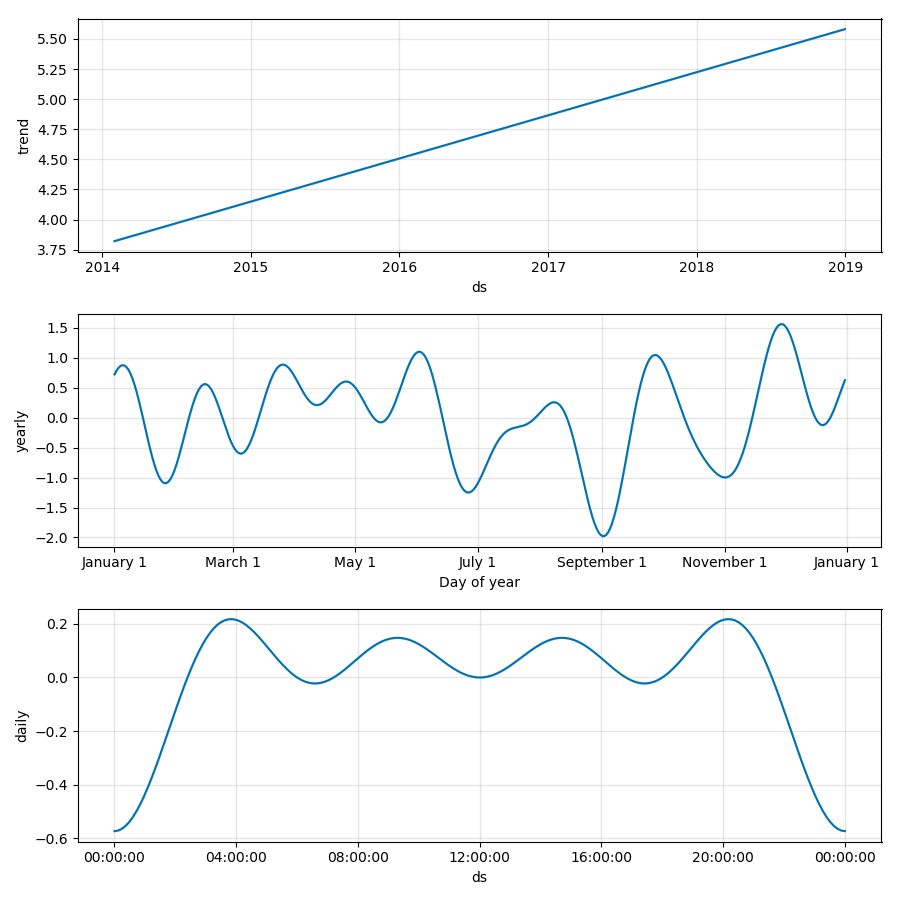 5.50
5.25
5.00
4.75
4.50
4.25
4.00
3.75
trend
2014 2015 2016 2017 2018 2019
ds
1.5
1.0
0.5
0.0
−0.5
−1.0
−1.5
−2.0
yearly
January 1 March 1 May 1 July 1 September 1 November 1 January 1
Day of year
0.2
0.0
−0.2
−0.4
−0.6
daily
00:00:00 04:00:00 08:00:00 12:00:00 16:00:00 20:00:00 00:00:00
ds